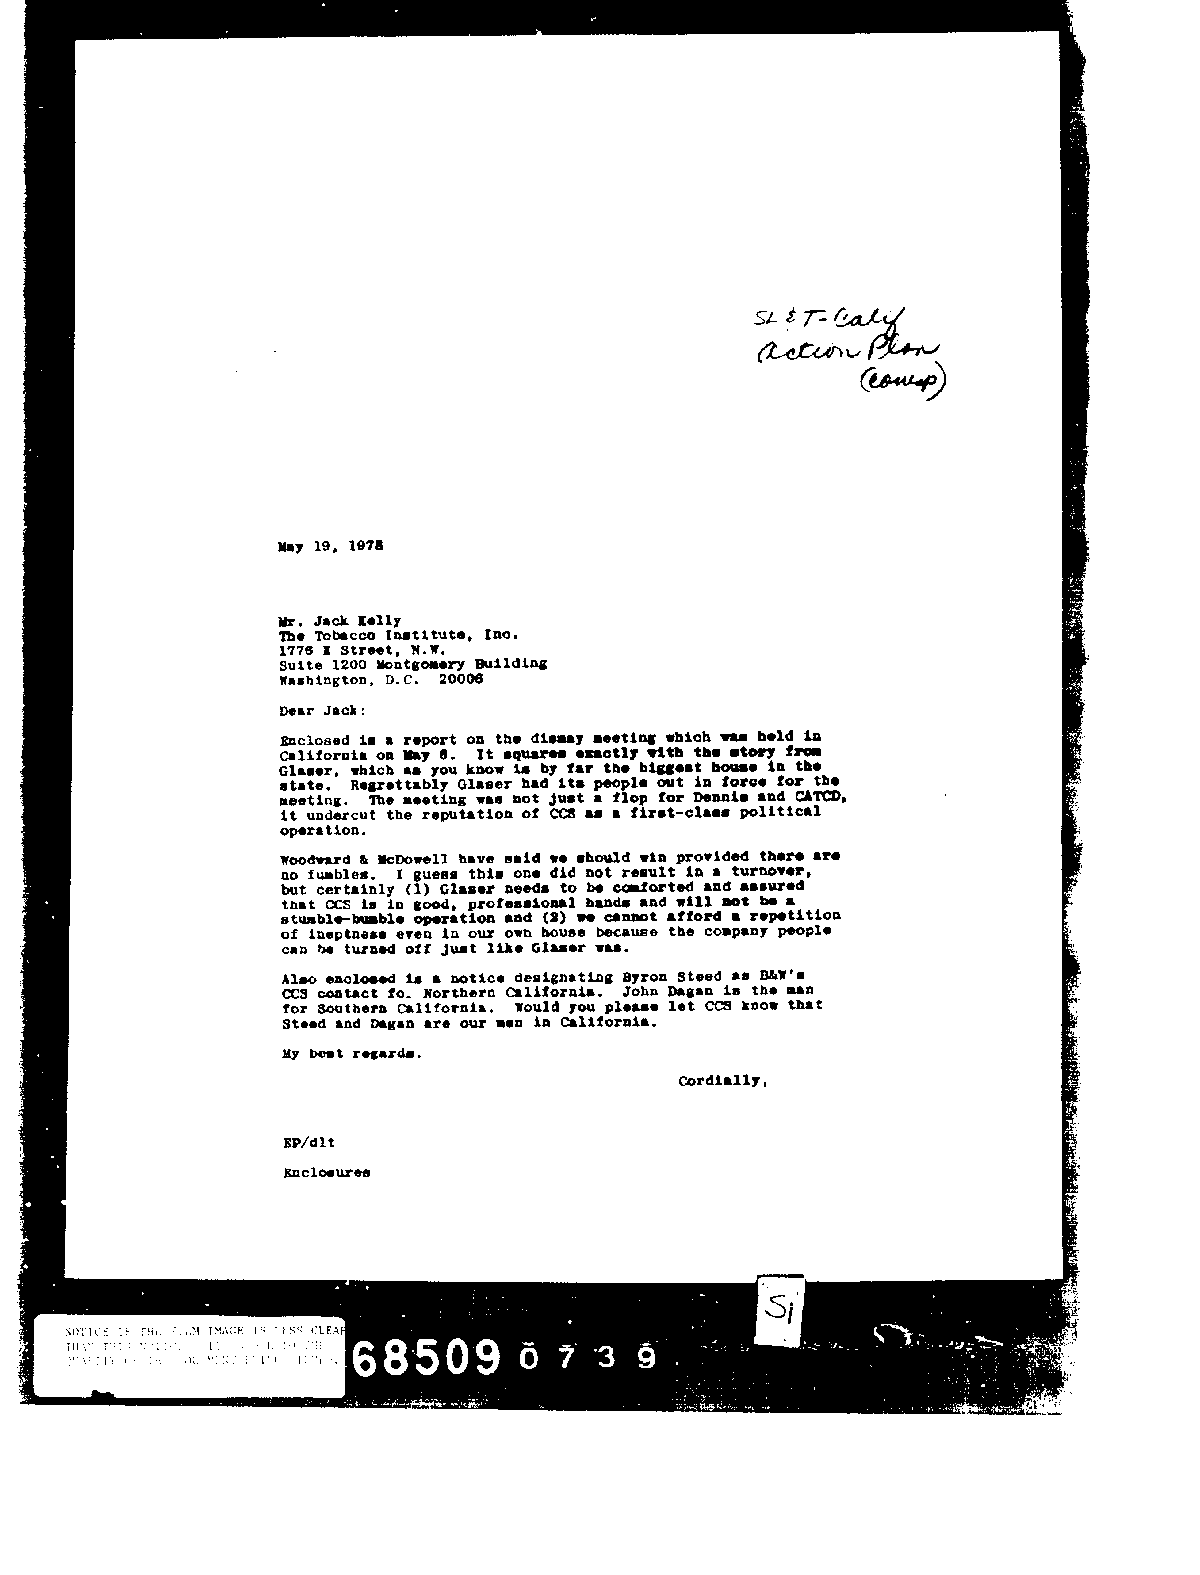 SL & T- Calif
Action Plan
(corresp)
May 19, 1978
Mr. Jack Kelly
The Tobacco Institute, Inc.
1776 K Street, N.W.
Suite 1200 Montgomery Building
Washington, D.C. 20006
Dear Jack:
Enclosed is a report on the dismay meeting which was held in
California on May 8. It squares exactly with the story from
Glaser, which as you know is by far the biggest house in the
state. Regrettably Glaser had its people out in force for the
meeting. The meeting was not just a flop for Dennis and CATCD,
it undercut the reputation of CCS as a first-class political
operation.
Woodward & McDowell have said we should win provided there are
no fumbles. I guess this one did not result in a turnover,
but certainly (1) Glaser needs to be comforted and assured
that CCS is in good, professional hands and will not be a
stumble-bumble operation and (2) we cannot afford a repetition
of ineptness even in our own house because the company people
can be turned off just like Glaser was.
Also enclosed is a notice designating Byron Steed as B&W's
CCS contact fo. Northern California. John Dagan is the man
for Southern California. Would you please let CCS know that
Steed and Dagan are our men in California.
My best regards.
Cordially,
EP/dlt
Enclosures
Si
NOTICE IF THE FILM IMAGE IS LESS CLEAR
68509 0739